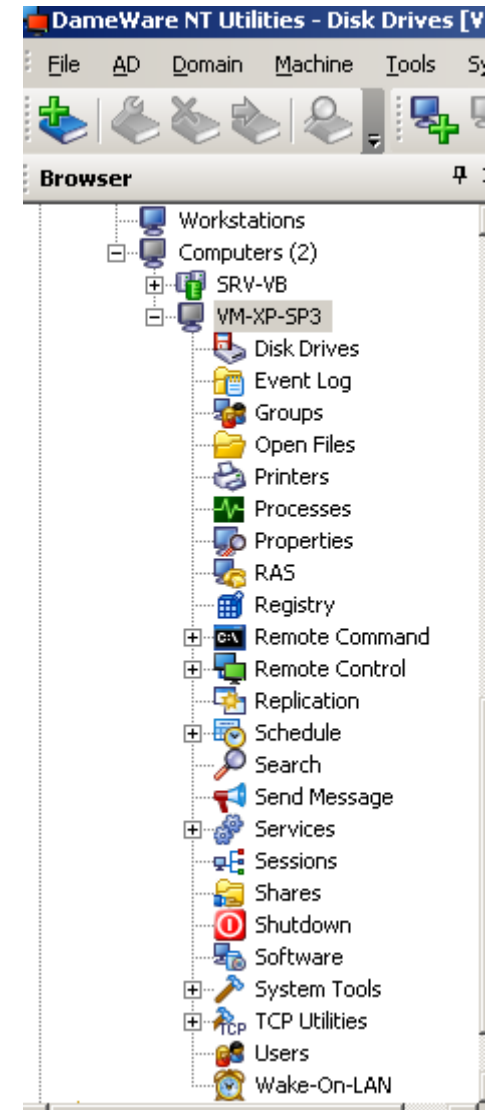 DameWare NT Utilities - Disk Drives [V
File AD Domain Machine Tools Sy
Browser
Workstations
Computers (2)
SRV-VB
VM-XP-SP3
Disk Drives
Event Log
Groups
Open Files
Printers
Processes
Properties
RAS
Registry
C:\ Remote Command
Remote Control
Replication
Schedule
Search
Send Message
Services
Sessions
Shares
Shutdown
Software
System Tools
TCP TCP Utilities
Users
Wake-On-LAN